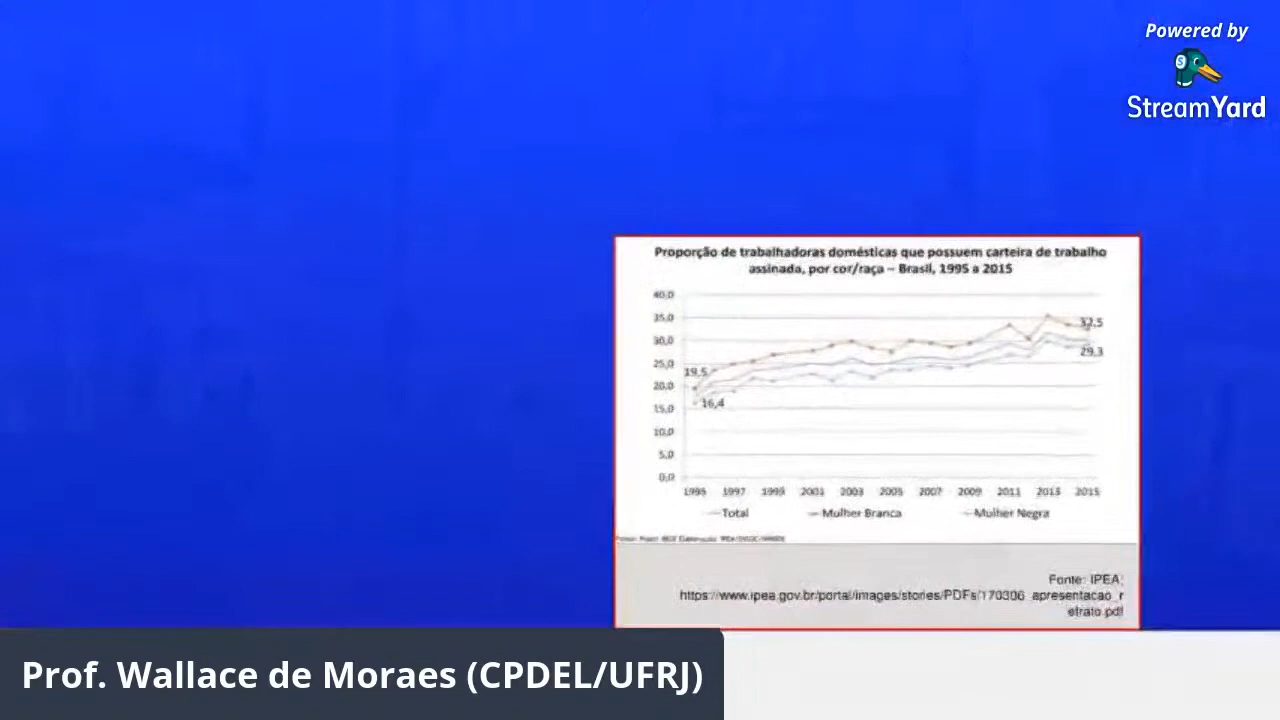 Powered by
StreamYard
Proporção de trabalhadoras domésticas que possuem carteira de trabalho
assinada, por cor/raça – Brasil, 1995 a 2015
40,0
35,0
30,0
25,0
20,0
15,0
10,0
5,0
0,0
19,5
16,4
32,5
29,3
1995 1997 1999 2001 2003 2005 2007 2009 2011 2013 2015
Total Mulher Branca Mulher Negra
Fonte: IPEA:
https://www.ipea.gov.br/portal/images/stories/PDFs/170306_apresentacao_r
etrato.pdf
Prof. Wallace de Moraes (CPDEL/UFRJ)